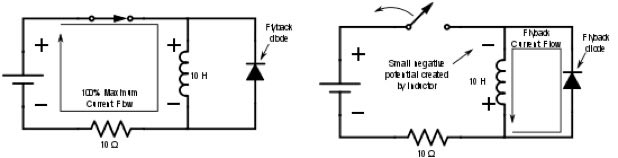 Flyback
diode
+
+
10 H
100% Maximum
Current Flow
−
−
10 Ω
Flyback
Current Flow
Flyback
diode
+
−
Small negative
potential created
by Inductor
10 H
+
−
10 Ω